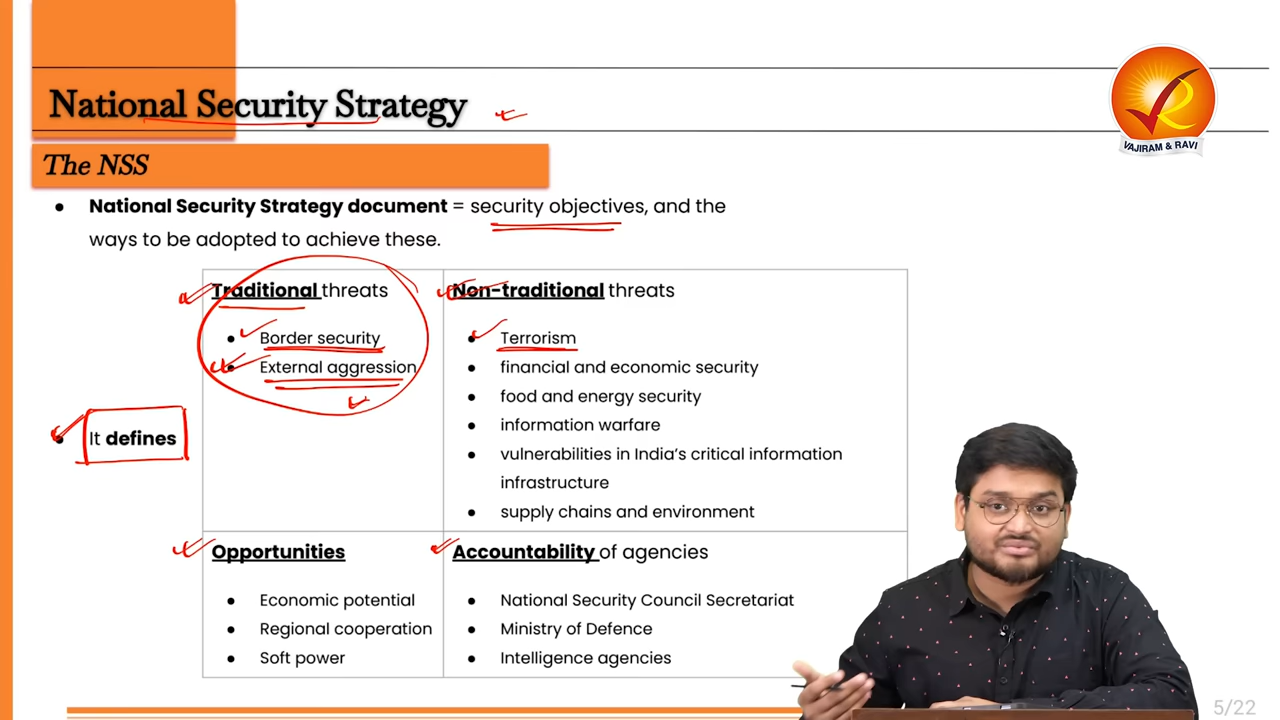 National Security Strategy
VAJIRAM & RAVI
The NSS
• National Security Strategy document = security objectives, and the
ways to be adopted to achieve these.
• It defines
Traditional threats
• Border security
• External aggression
Non-traditional threats
• Terrorism
• financial and economic security
• food and energy security
• information warfare
• vulnerabilities in India's critical information
infrastructure
• supply chains and environment
Opportunities
• Economic potential
• Regional cooperation
• Soft power
Accountability of agencies
• National Security Council Secretariat
• Ministry of Defence
• Intelligence agencies
5/22